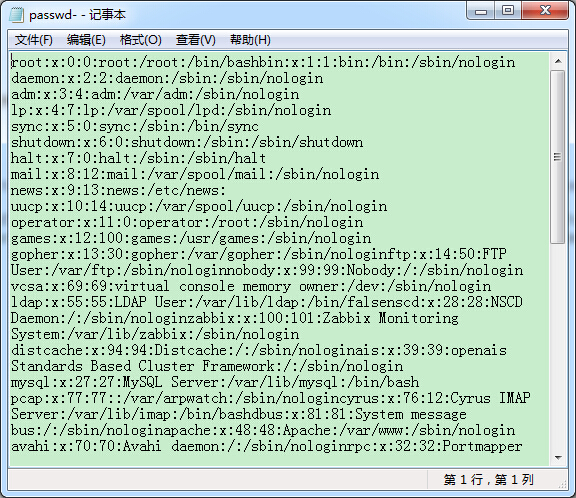 passwd- - 记事本
文件(F) 编辑(E) 格式(O) 查看(V) 帮助(H)
root:x:0:0:root:/root:/bin/bashbin:x:1:1:bin:/bin:/sbin/nologin
daemon:x:2:2:daemon:/sbin:/sbin/nologin
adm:x:3:4:adm:/var/adm:/sbin/nologin
lp:x:4:7:lp:/var/spool/lpd:/sbin/nologin
sync:x:5:0:sync:/sbin:/bin/sync
shutdown:x:6:0:shutdown:/sbin:/sbin/shutdown
halt:x:7:0:halt:/sbin:/sbin/halt
mail:x:8:12:mail:/var/spool/mail:/sbin/nologin
news:x:9:13:news:/etc/news:
uucp:x:10:14:uucp:/var/spool/uucp:/sbin/nologin
operator:x:11:0:operator:/root:/sbin/nologin
games:x:12:100:games:/usr/games:/sbin/nologin
gopher:x:13:30:gopher:/var/gopher:/sbin/nologinftp:x:14:50:FTP
User:/var/ftp:/sbin/nologinnobody:x:99:99:Nobody:/:/sbin/nologin
vcsa:x:69:69:virtual console memory owner:/dev:/sbin/nologin
ldap:x:55:55:LDAP User:/var/lib/ldap:/bin/falsenscd:x:28:28:NSCD
Daemon:/:/sbin/nologinzabbix:x:100:101:Zabbix Monitoring
System:/var/lib/zabbix:/sbin/nologin
distcache:x:94:94:Distcache:/:/sbin/nologinais:x:39:39:openais
Standards Based Cluster Framework:/:/sbin/nologin
mysql:x:27:27:MySQL Server:/var/lib/mysql:/bin/bash
pcap:x:77:77::/var/arpwatch:/sbin/nologincyrus:x:76:12:Cyrus IMAP
Server:/var/lib/imap:/bin/bashdbus:x:81:81:System message
bus:/:/sbin/nologinapache:x:48:48:Apache:/var/www:/sbin/nologin
avahi:x:70:70:Avahi daemon:/:/sbin/nologinrpc:x:32:32:Portmapper
第 1 行，第 1 列